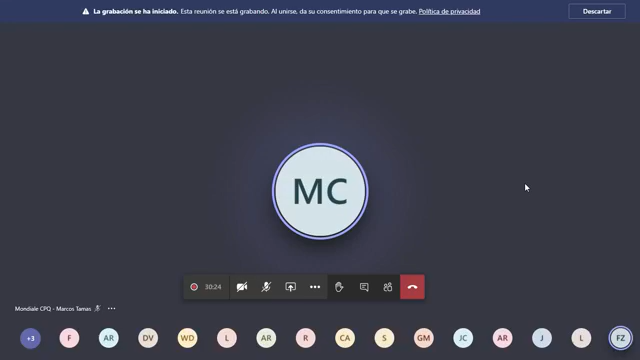 La grabación se ha iniciado. Esta reunión se está grabando. Al unirse, da su consentimiento para que se grabe. Política de privacidad
Descartar
MC
30:24
Mondiale CPQ - Marcos Tamas
+3 F AR DV WD L AR R CA S GM JC AR J L FZ